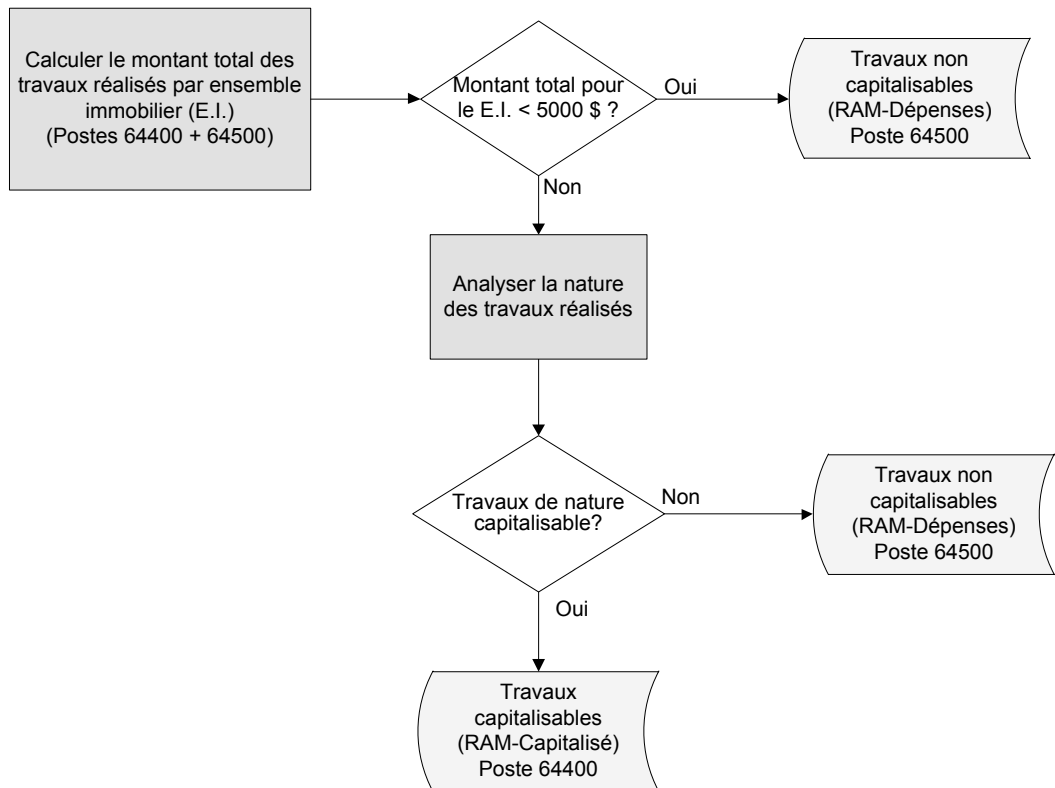 Calculer le montant total des
travaux réalisés par ensemble
immobilier (E.I.)
(Postes 64400 + 64500)
Montant total pour
le E.I. < 5000 $ ?
Oui
Travaux non
capitalisables
(RAM-Dépenses)
Poste 64500
Non
Analyser la nature
des travaux réalisés
Travaux de nature
capitalisable?
Non
Travaux non
capitalisables
(RAM-Dépenses)
Poste 64500
Oui
Travaux
capitalisables
(RAM-Capitalisé)
Poste 64400